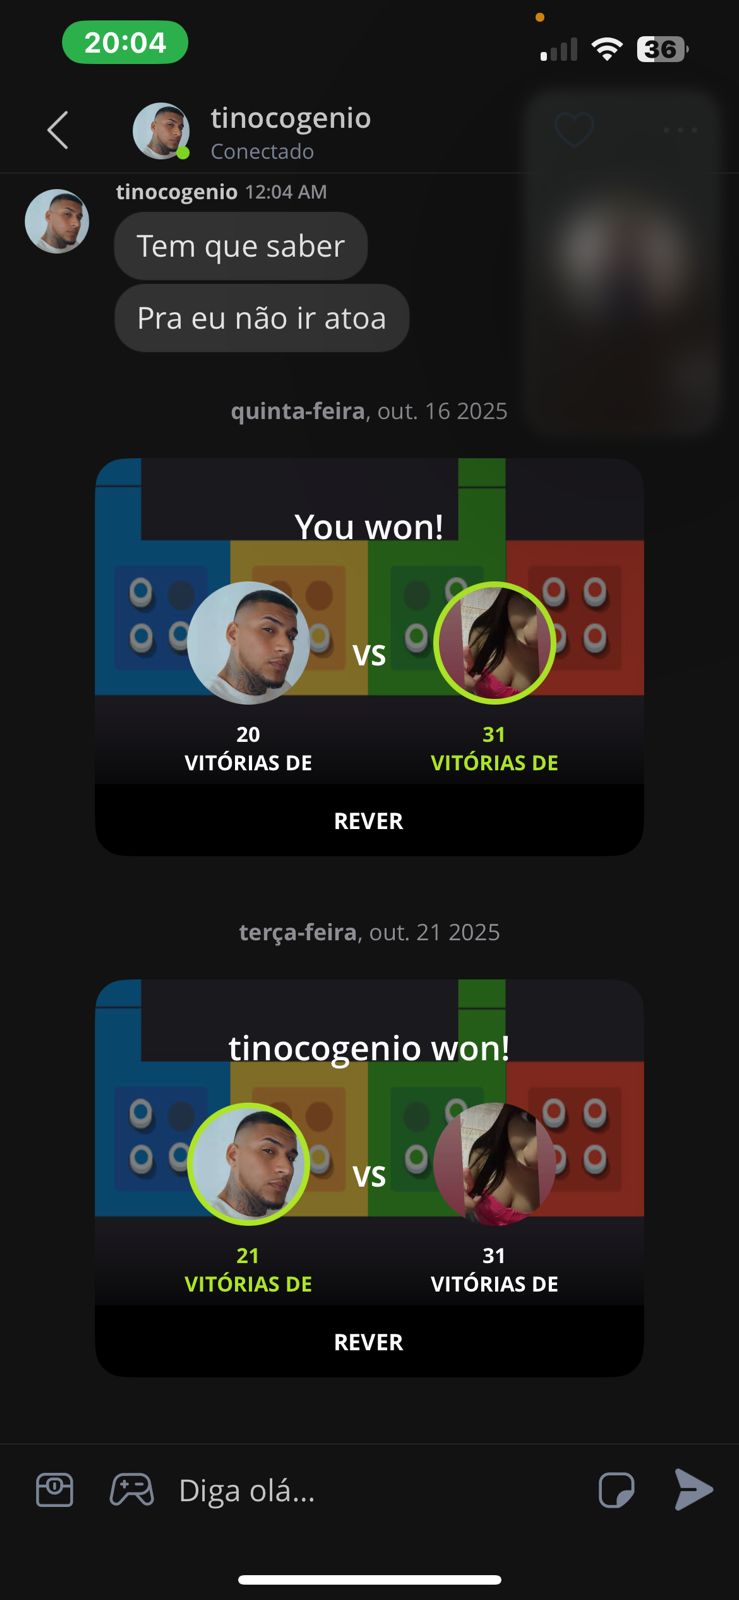 20:04
36
tinocogenio
Conectado
tinocogenio 12:04 AM
Tem que saber
Pra eu não ir atoa
quinta-feira, out. 16 2025
You won!
VS
20
VITÓRIAS DE
31
VITÓRIAS DE
REVER
terça-feira, out. 21 2025
tinocogenio won!
VS
21
VITÓRIAS DE
31
VITÓRIAS DE
REVER
Diga olá...